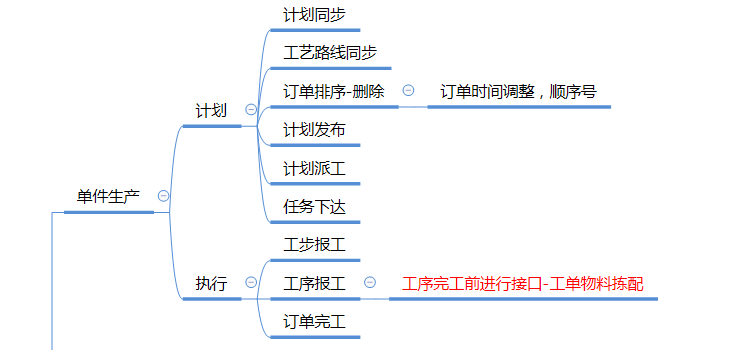 计划同步
工艺路线同步
订单排序-删除
订单时间调整，顺序号
计划
计划发布
计划派工
单件生产
任务下达
工步报工
执行
工序报工
工序完工前进行接口-工单物料拣配
订单完工